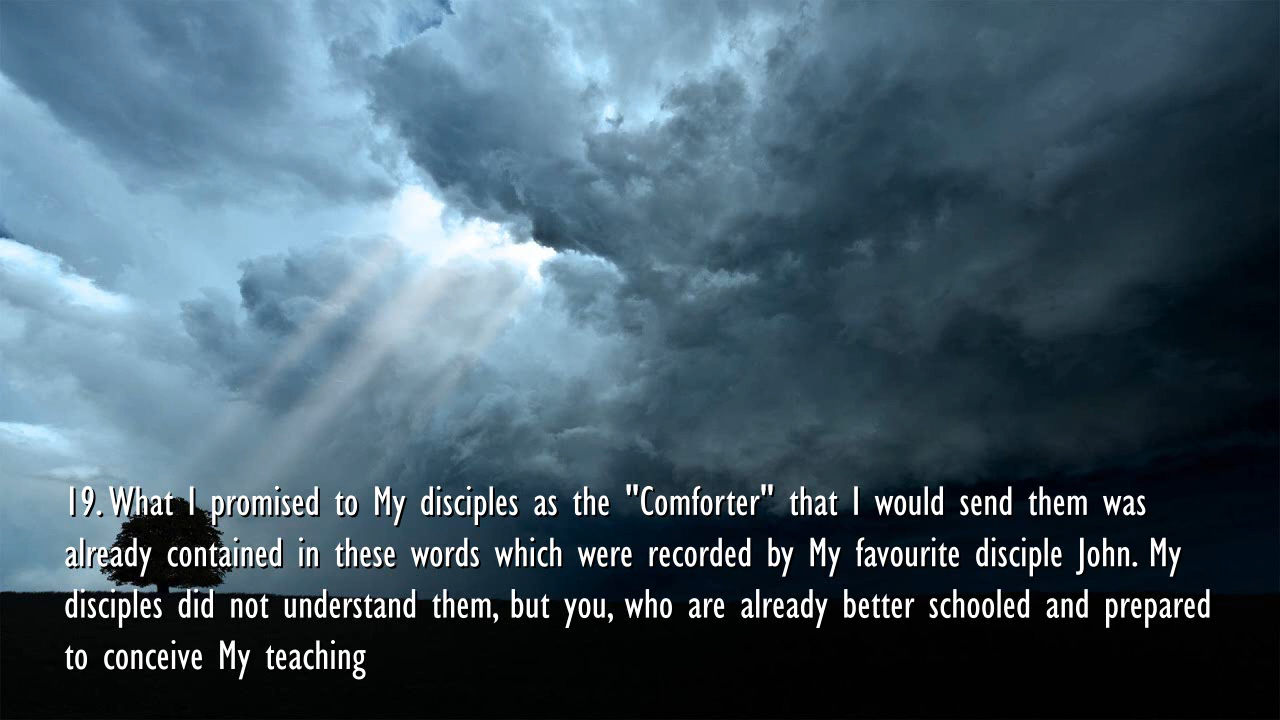 19. What I promised to My disciples as the "Comforter" that I would send them was
already contained in these words which were recorded by My favourite disciple John. My
disciples did not understand them, but you, who are already better schooled and prepared
to conceive My teaching